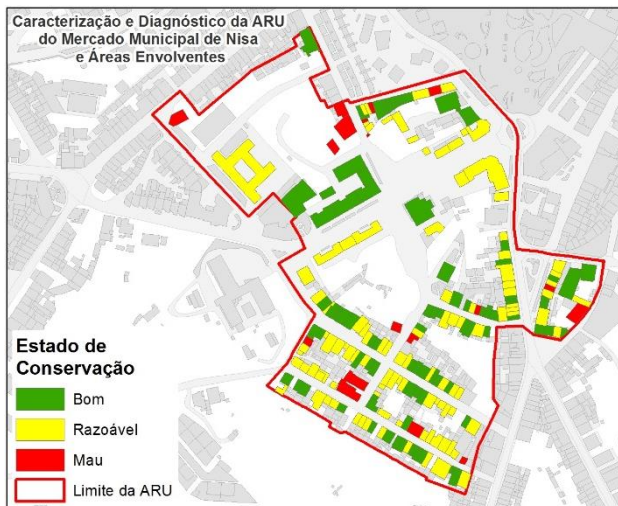 Caracterização e Diagnóstico da ARU
do Mercado Municipal de Nisa
e Áreas Envolventes
Estado de
Conservação
Bom
Razoável
Mau
Limite da ARU